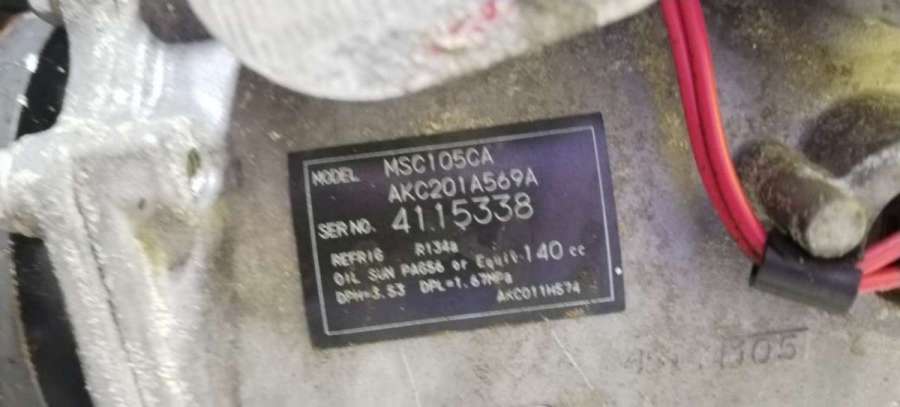 MODEL MSC105CA
AKC201A569A
SER NO. 4115338
REFRIG R134a
OIL SUN PAG56 or Equiv. 140 cc
DPH=3.53 DPL=1.67MPa
AKC011H574
105